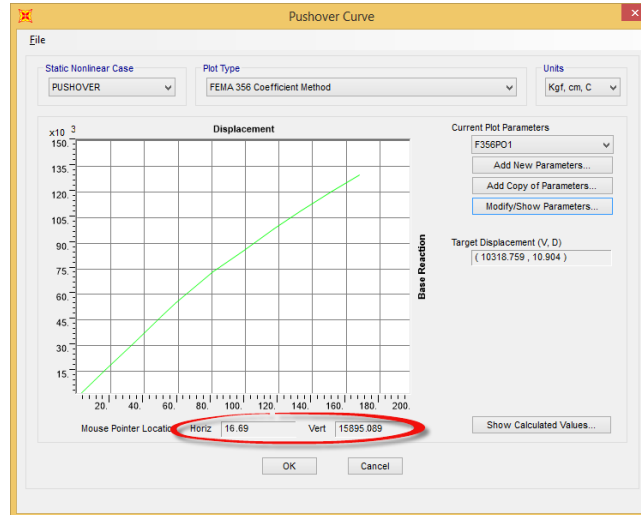 Pushover Curve
File
Static Nonlinear Case
PUSHOVER
Plot Type
FEMA 356 Coefficient Method
Units
Kgf, cm, C
x10 3
Displacement
150.
135.
120.
105.
90.
75.
60.
45.
30.
15.
20. 40. 60. 80. 100. 120. 140. 160. 180. 200.
Base Reaction
Mouse Pointer Location Horiz 16.69 Vert 15895.089
Current Plot Parameters
F356PO1
Add New Parameters...
Add Copy of Parameters...
Modify/Show Parameters...
Target Displacement (V, D)
( 10318.759 , 10.904 )
Show Calculated Values...
OK
Cancel